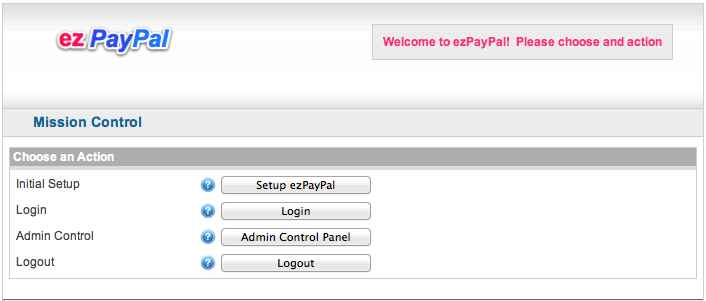 ez PayPal
Welcome to ezPayPal! Please choose and action
Mission Control
Choose an Action
Initial Setup ? Setup ezPayPal
Login ? Login
Admin Control ? Admin Control Panel
Logout ? Logout